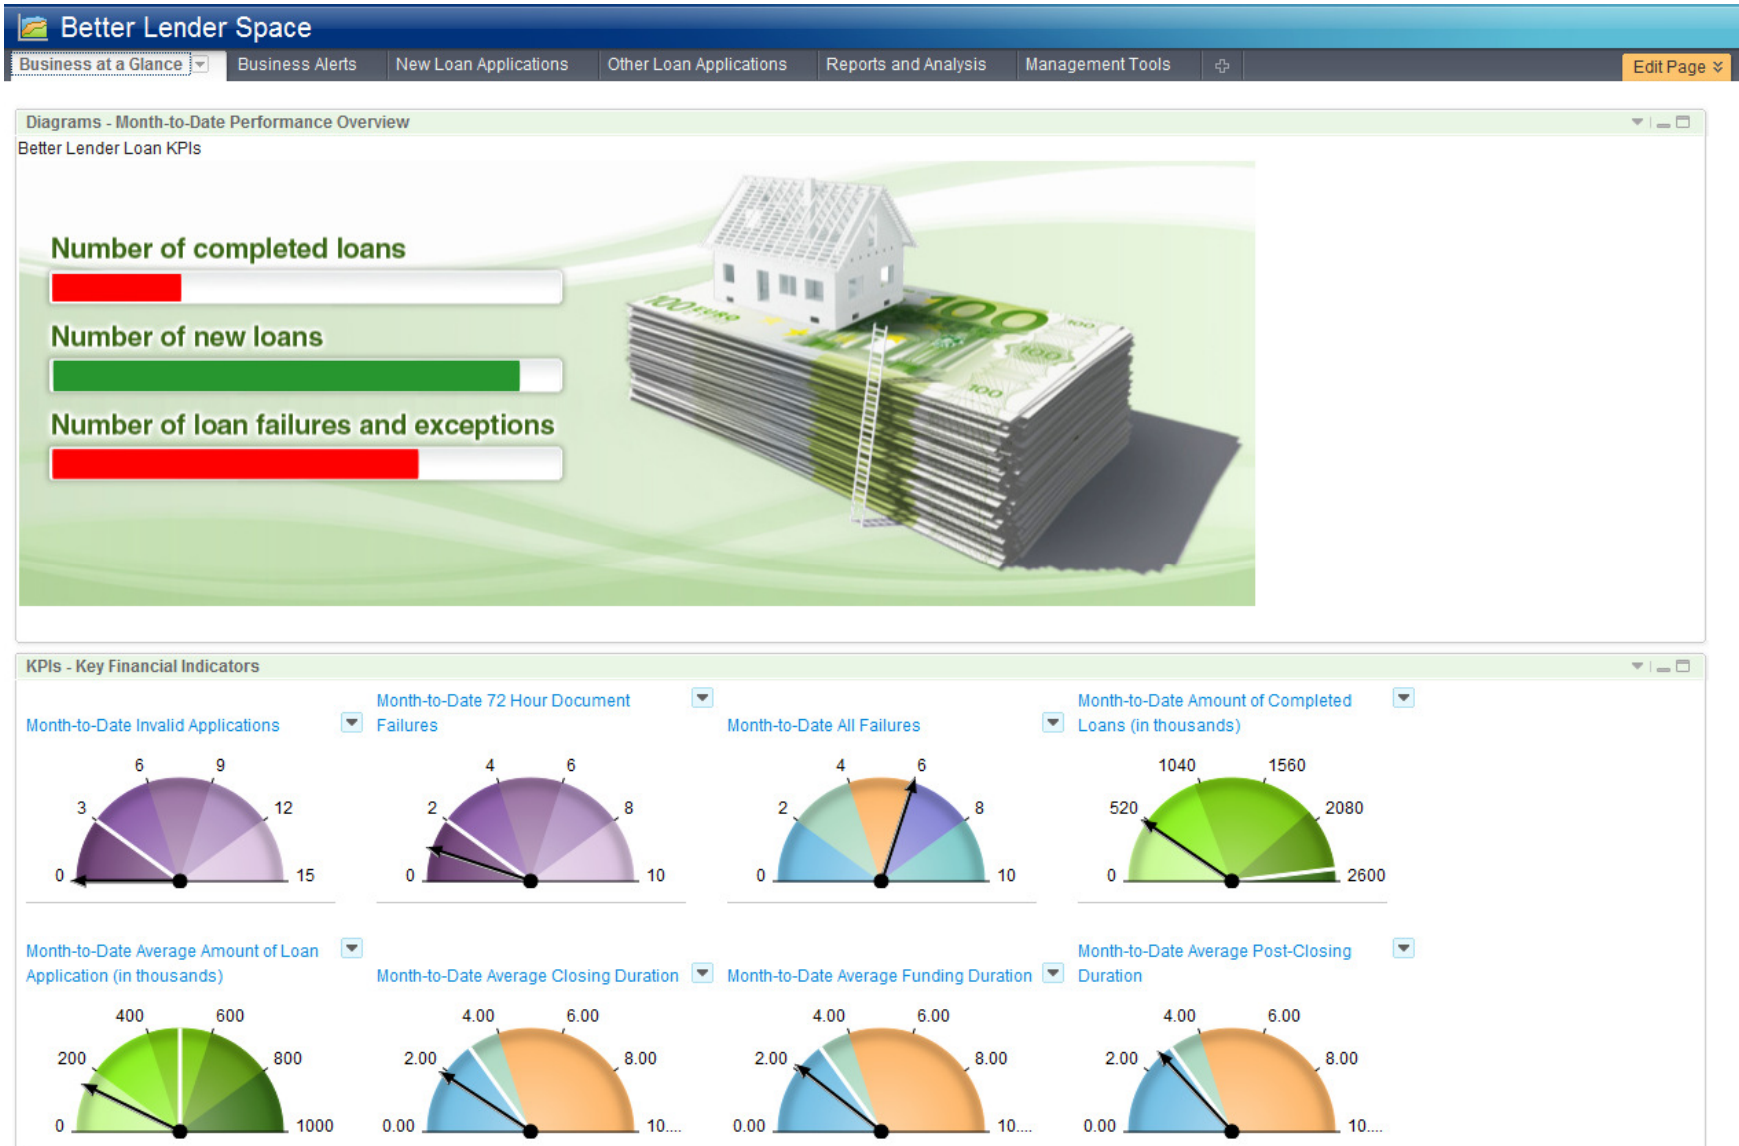 Better Lender Space
Business at a Glance
Business Alerts
New Loan Applications
Other Loan Applications
Reports and Analysis
Management Tools
Edit Page
Diagrams - Month-to-Date Performance Overview
Better Lender Loan KPIs
Number of completed loans
Number of new loans
Number of loan failures and exceptions
100 EURO
100
100
100
100
KPIs - Key Financial Indicators
Month-to-Date Invalid Applications
0
3
6
9
12
15
Month-to-Date 72 Hour Document
Failures
0
2
4
6
8
10
Month-to-Date All Failures
0
2
4
6
8
10
Month-to-Date Amount of Completed
Loans (in thousands)
0
520
1040
1560
2080
2600
Month-to-Date Average Amount of Loan
Application (in thousands)
0
200
400
600
800
1000
Month-to-Date Average Closing Duration
0.00
2.00
4.00
6.00
8.00
10....
Month-to-Date Average Funding Duration
0.00
2.00
4.00
6.00
8.00
10....
Month-to-Date Average Post-Closing
Duration
0.00
2.00
4.00
6.00
8.00
10....